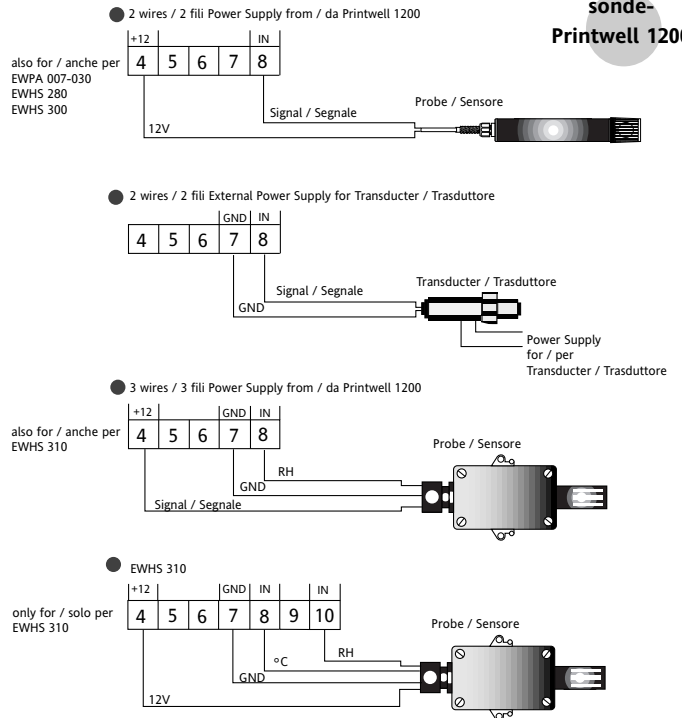 sonde-
Printwell 1200
2 wires / 2 fili Power Supply from / da Printwell 1200
+12 IN
4 5 6 7 8
also for / anche per
EWPA 007-030
EWHS 280
EWHS 300
Probe / Sensore
Signal / Segnale
12V
2 wires / 2 fili External Power Supply for Transducter / Trasduttore
GND IN
4 5 6 7 8
Transducter / Trasduttore
Signal / Segnale
GND
Power Supply
for / per
Transducter / Trasduttore
3 wires / 3 fili Power Supply from / da Printwell 1200
+12 GND IN
4 5 6 7 8
also for / anche per
EWHS 310
Probe / Sensore
RH
GND
Signal / Segnale
EWHS 310
+12 GND IN IN
4 5 6 7 8 9 10
only for / solo per
EWHS 310
Probe / Sensore
RH
°C
GND
12V